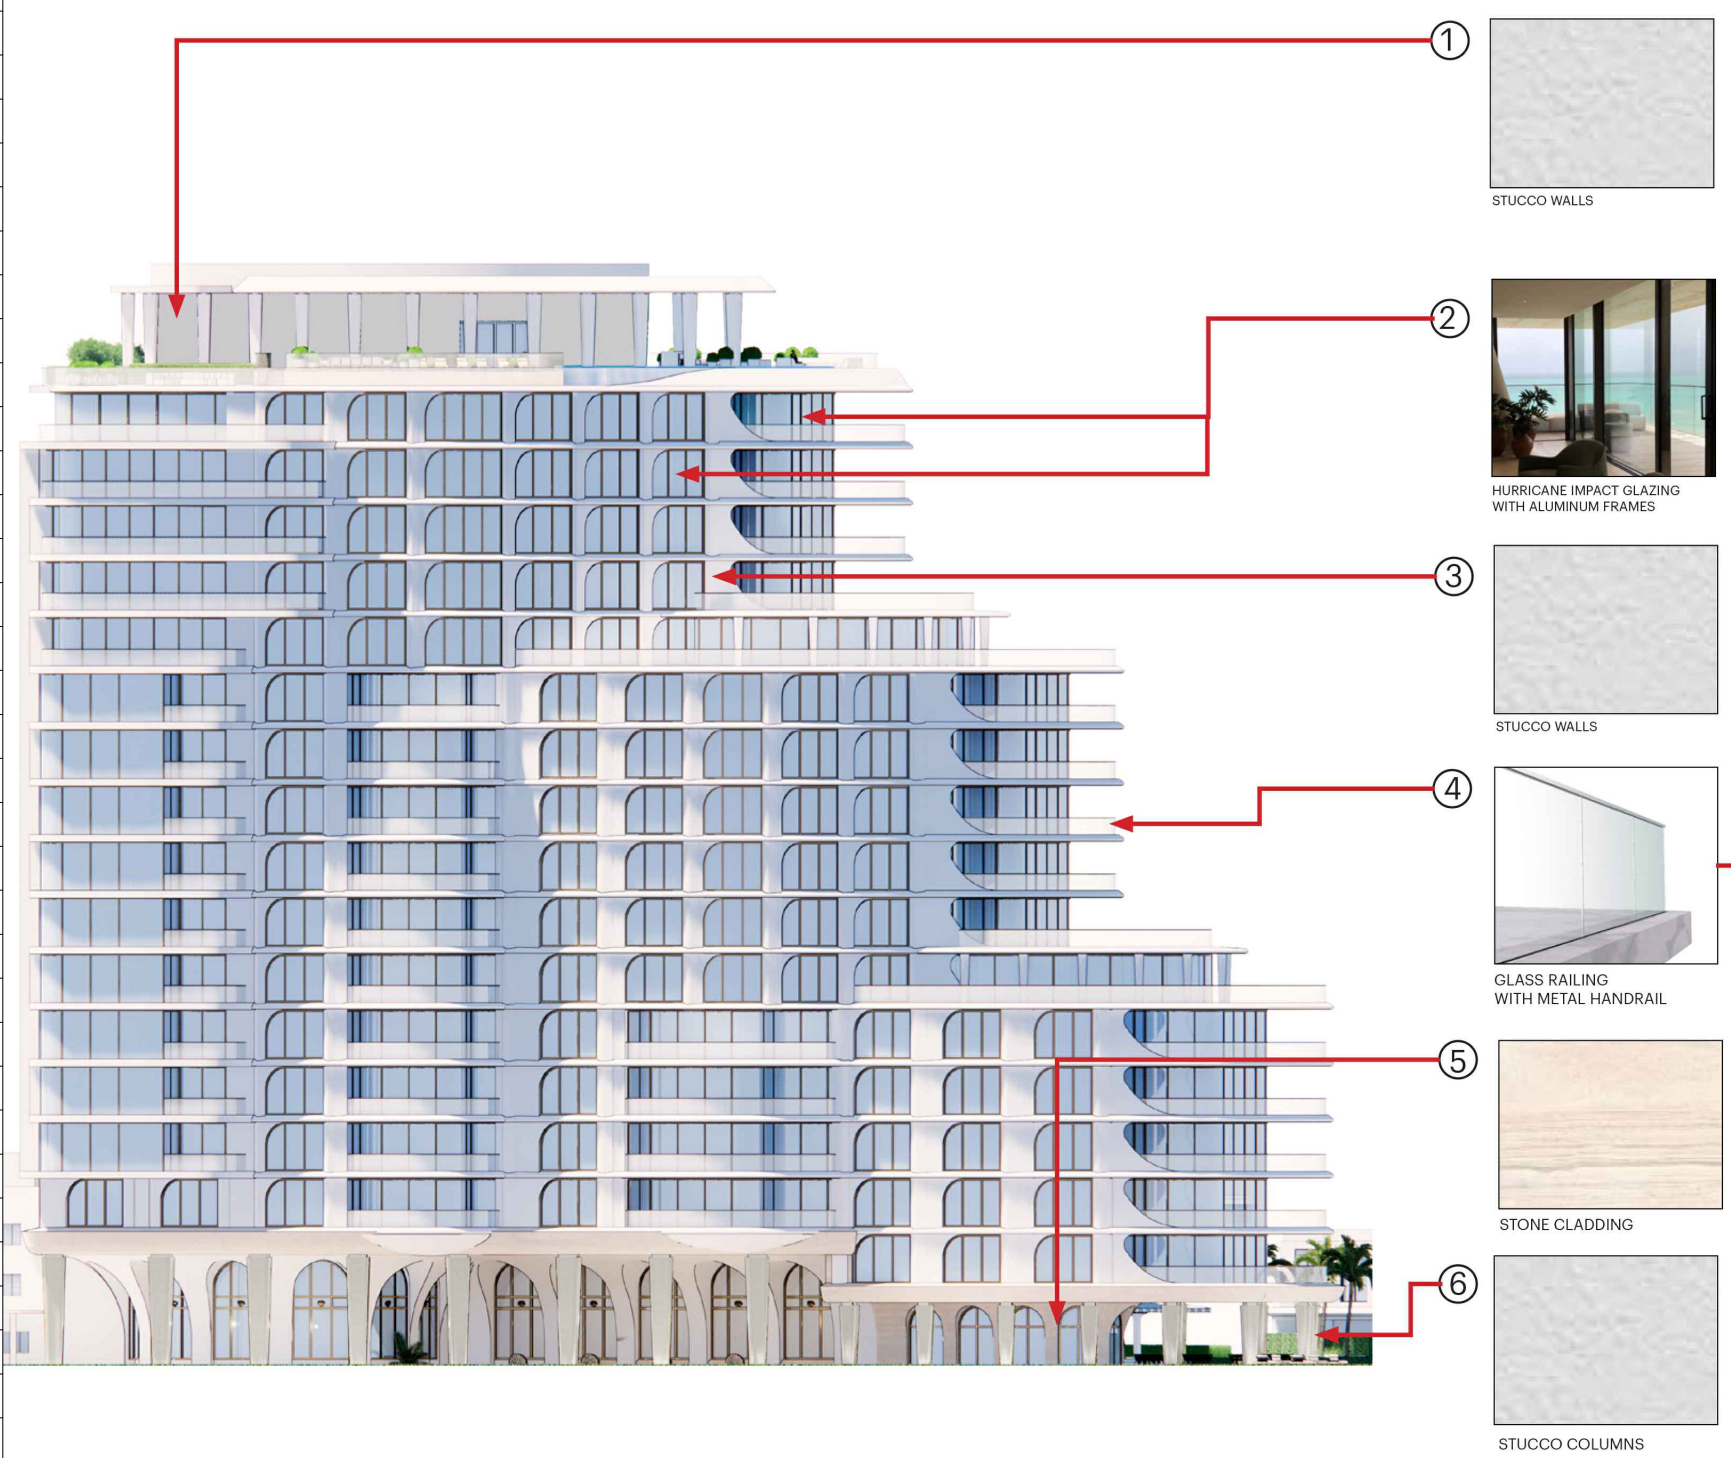 ①
STUCCO WALLS
②
HURRICANE IMPACT GLAZING
WITH ALUMINUM FRAMES
③
STUCCO WALLS
④
GLASS RAILING
WITH METAL HANDRAIL
⑤
STONE CLADDING
⑥
STUCCO COLUMNS